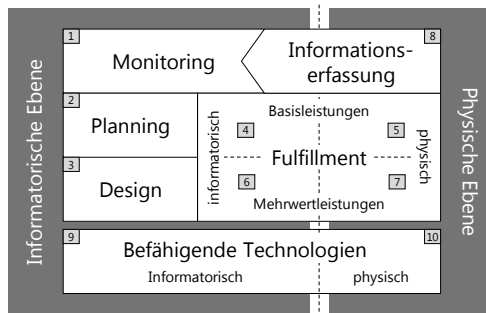 1
8
Monitoring
Informations-
erfassung
2
Planning
3
Design
Basisleistungen
4
5
informatorisch
Fulfillment
physisch
6
7
Mehrwertleistungen
9
10
Befähigende Technologien
Informatorisch
physisch
Informatorische Ebene
Physische Ebene